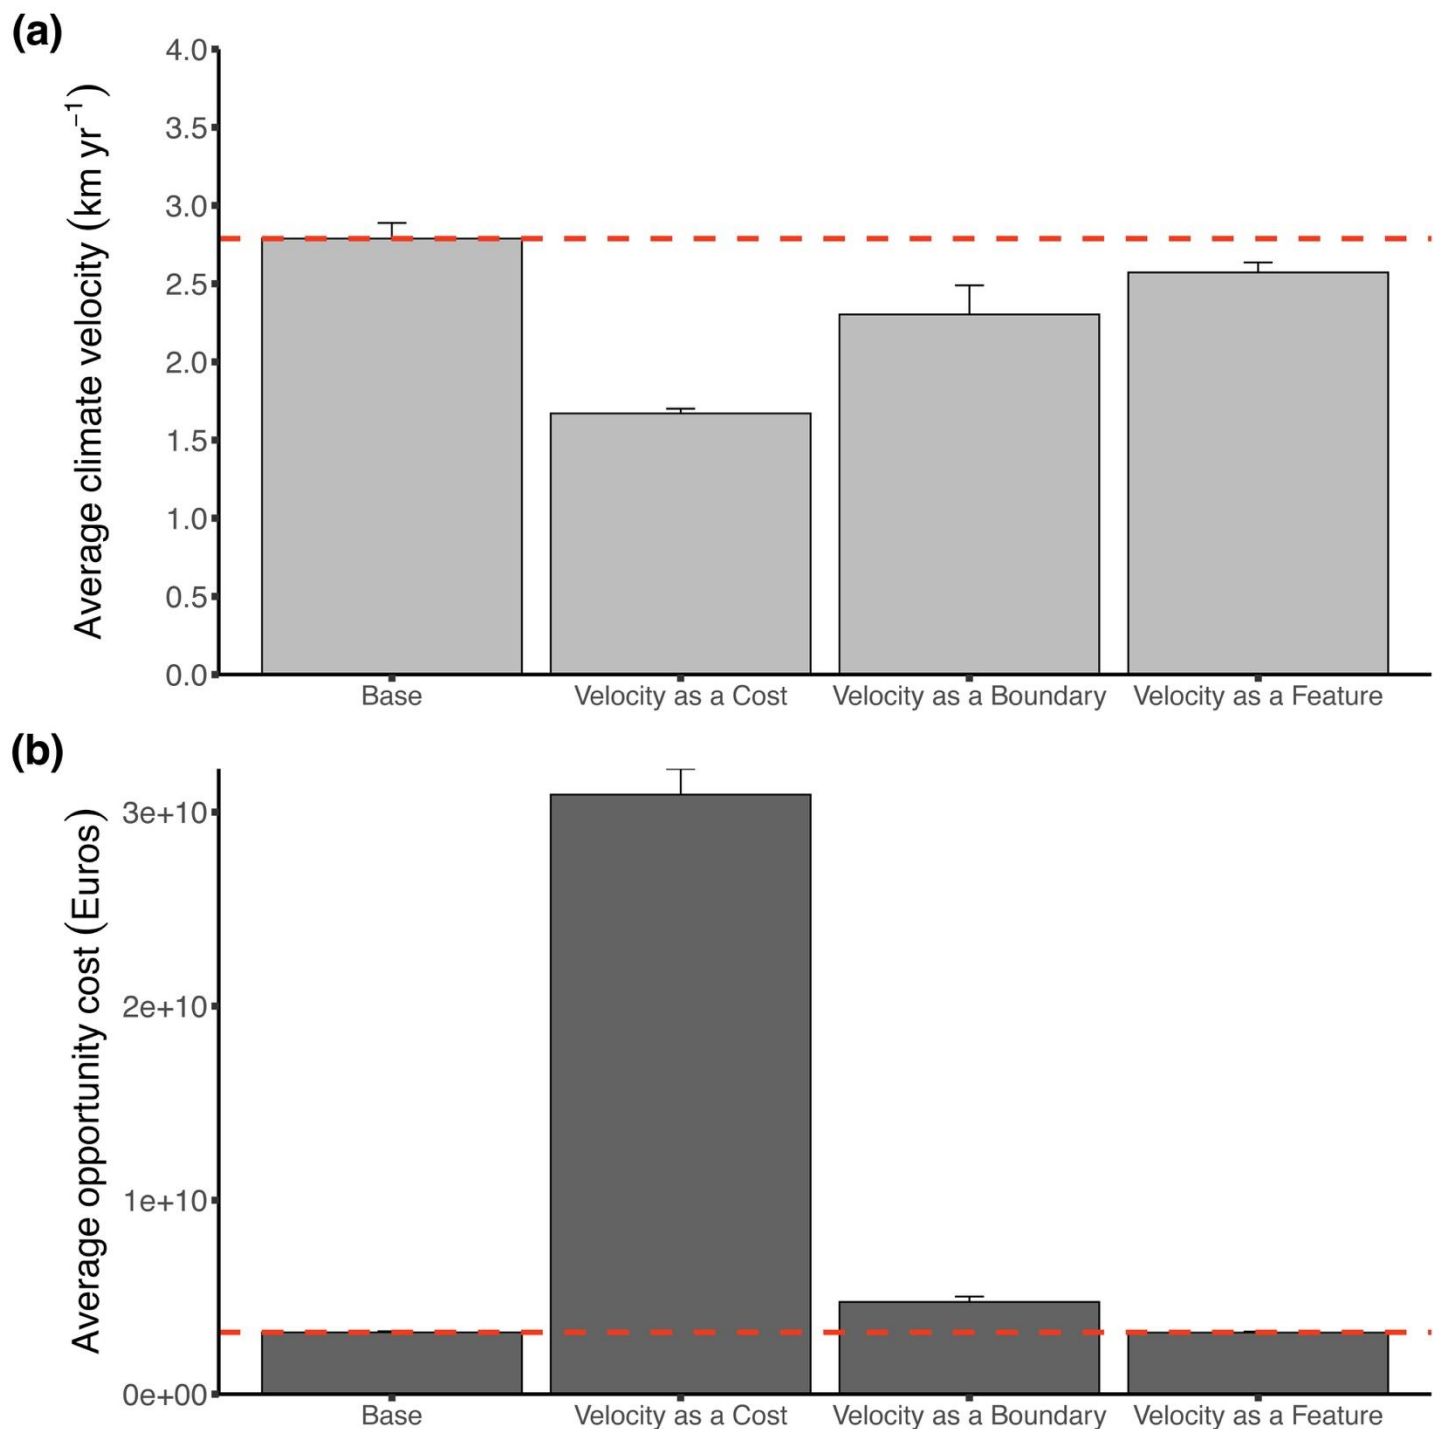 (a)
Average climate velocity (km yr⁻¹)
4.0
3.5
3.0
2.5
2.0
1.5
1.0
0.5
0.0
Base Velocity as a Cost Velocity as a Boundary Velocity as a Feature
(b)
Average opportunity cost (Euros)
3e+10
2e+10
1e+10
0e+00
Base Velocity as a Cost Velocity as a Boundary Velocity as a Feature